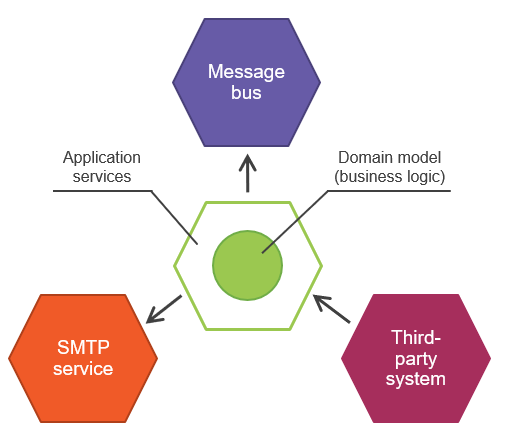 Message
bus
Application
services
Domain model
(business logic)
SMTP
service
Third-
party
system